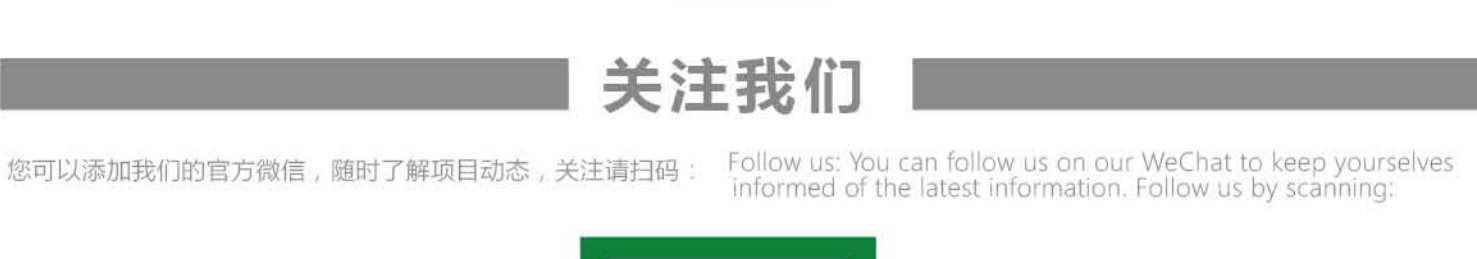 关注我们
您可以添加我们的官方微信，随时了解项目动态，关注请扫码：
Follow us: You can follow us on our WeChat to keep yourselves
informed of the latest information. Follow us by scanning: